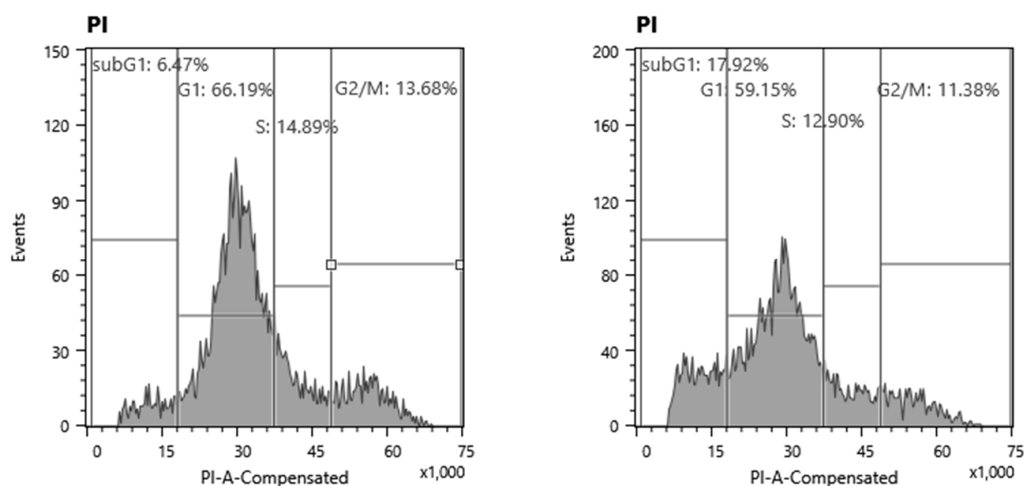 PI
150
subG1: 6.47%
G1: 66.19%
G2/M: 13.68%
S: 14.89%
120
90
60
30
0
Events
0 15 30 45 60 75
PI-A-Compensated
x1,000
PI
200
subG1: 17.92%
G1: 59.15%
G2/M: 11.38%
S: 12.90%
160
120
80
40
0
Events
0 15 30 45 60 75
PI-A-Compensated
x1,000